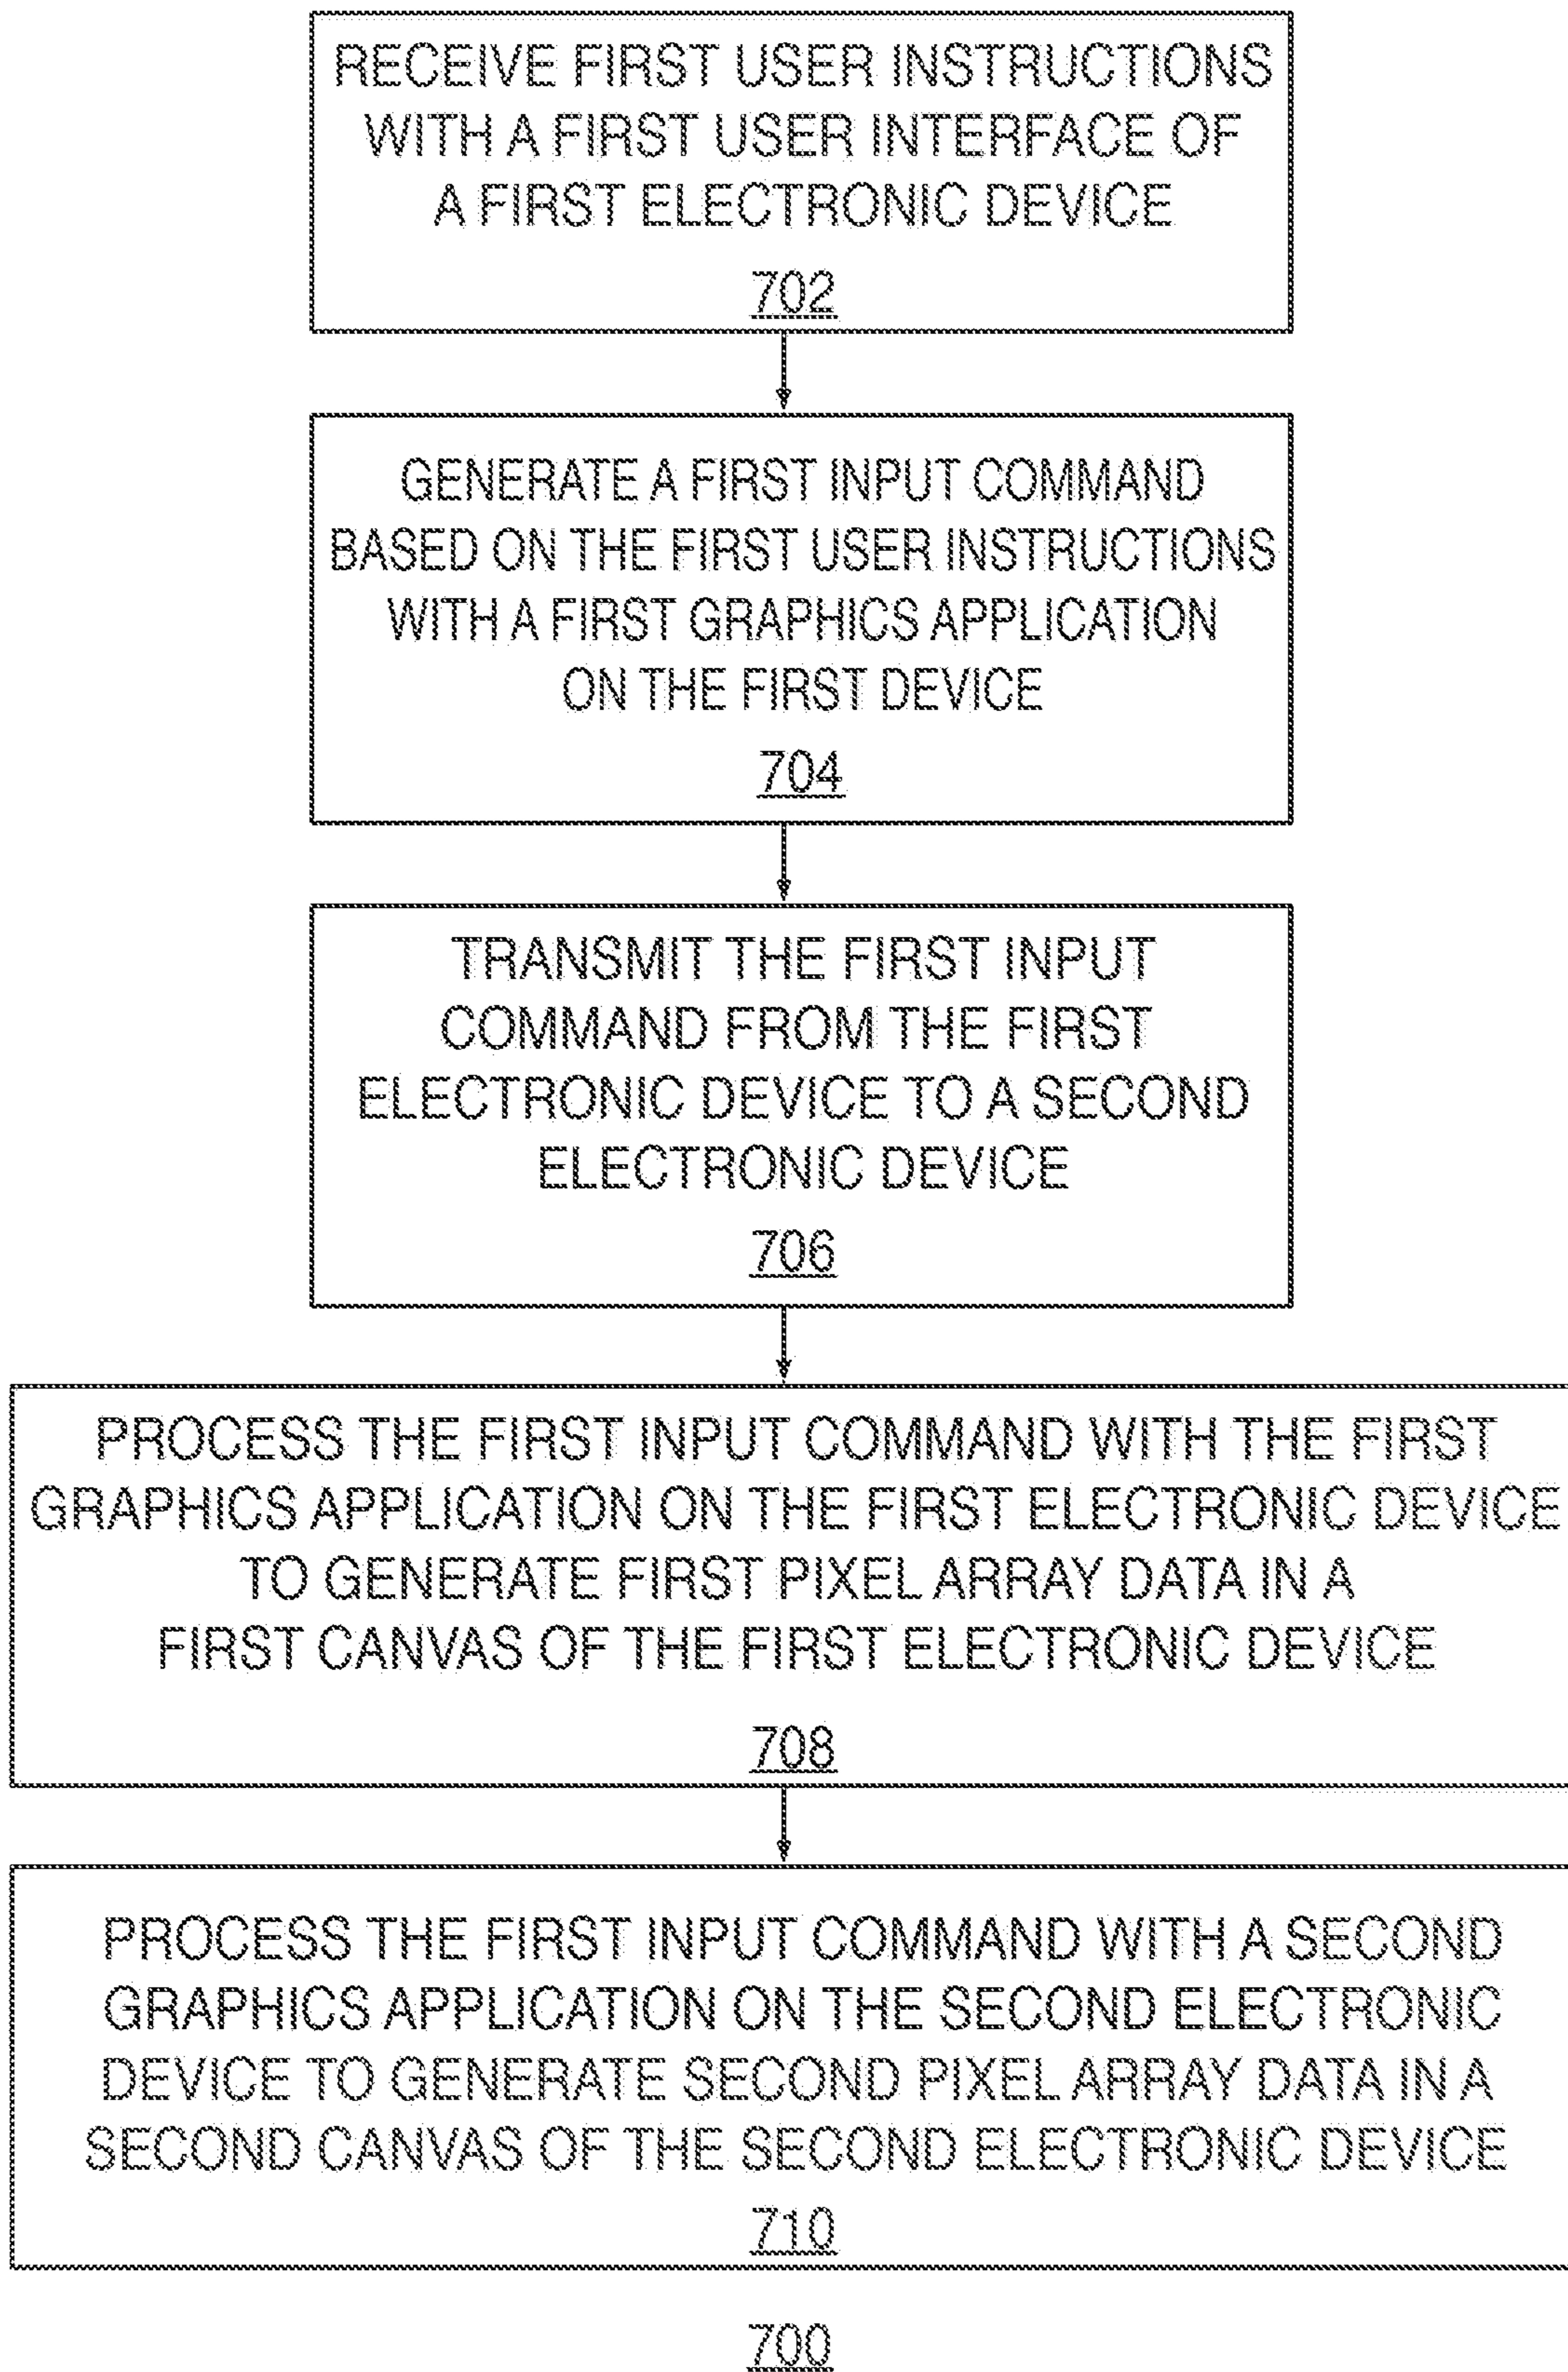 RECEIVE FIRST USER INSTRUCTIONS
WITH A FIRST USER INTERFACE OF
A FIRST ELECTRONIC DEVICE
702
GENERATE A FIRST INPUT COMMAND
BASED ON THE FIRST USER INSTRUCTIONS
WITH A FIRST GRAPHICS APPLICATION
ON THE FIRST DEVICE
704
TRANSMIT THE FIRST INPUT
COMMAND FROM THE FIRST
ELECTRONIC DEVICE TO A SECOND
ELECTRONIC DEVICE
706
PROCESS THE FIRST INPUT COMMAND WITH THE FIRST
GRAPHICS APPLICATION ON THE FIRST ELECTRONIC DEVICE
TO GENERATE FIRST PIXEL ARRAY DATA IN A
FIRST CANVAS OF THE FIRST ELECTRONIC DEVICE
708
PROCESS THE FIRST INPUT COMMAND WITH A SECOND
GRAPHICS APPLICATION ON THE SECOND ELECTRONIC
DEVICE TO GENERATE SECOND PIXEL ARRAY DATA IN A
SECOND CANVAS OF THE SECOND ELECTRONIC DEVICE
710
700